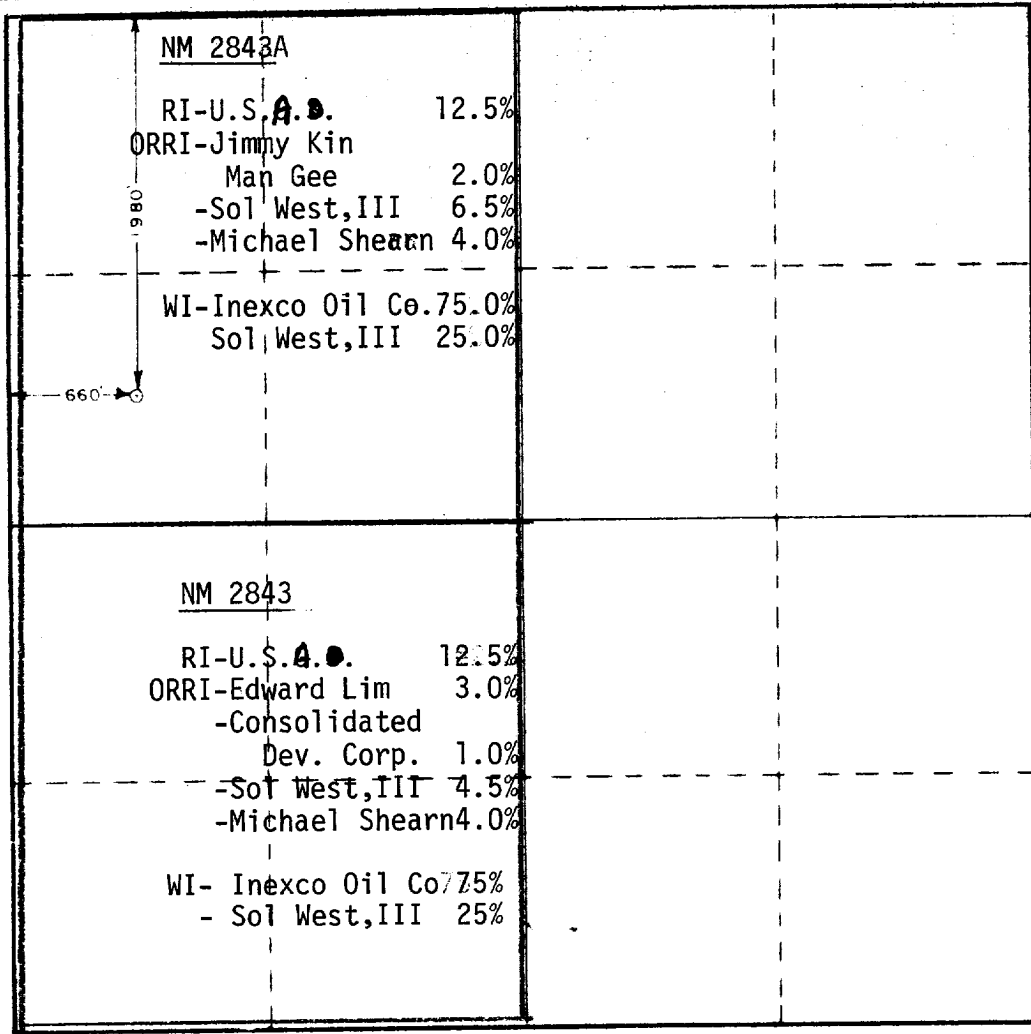 NM 2843A
RI-U.S.A. 12.5%
ORRI-Jimmy Kin
Man Gee 2.0%
-Sol West,III 6.5%
-Michael Shearn 4.0%
WI-Inexco Oil Co.75.0%
Sol West,III 25.0%
1980'
660'
NM 2843
RI-U.S.A. 12.5%
ORRI-Edward Lim 3.0%
-Consolidated
Dev. Corp. 1.0%
-Sol West,III 4.5%
-Michael Shearn4.0%
WI- Inexco Oil Co 75%
- Sol West,III 25%